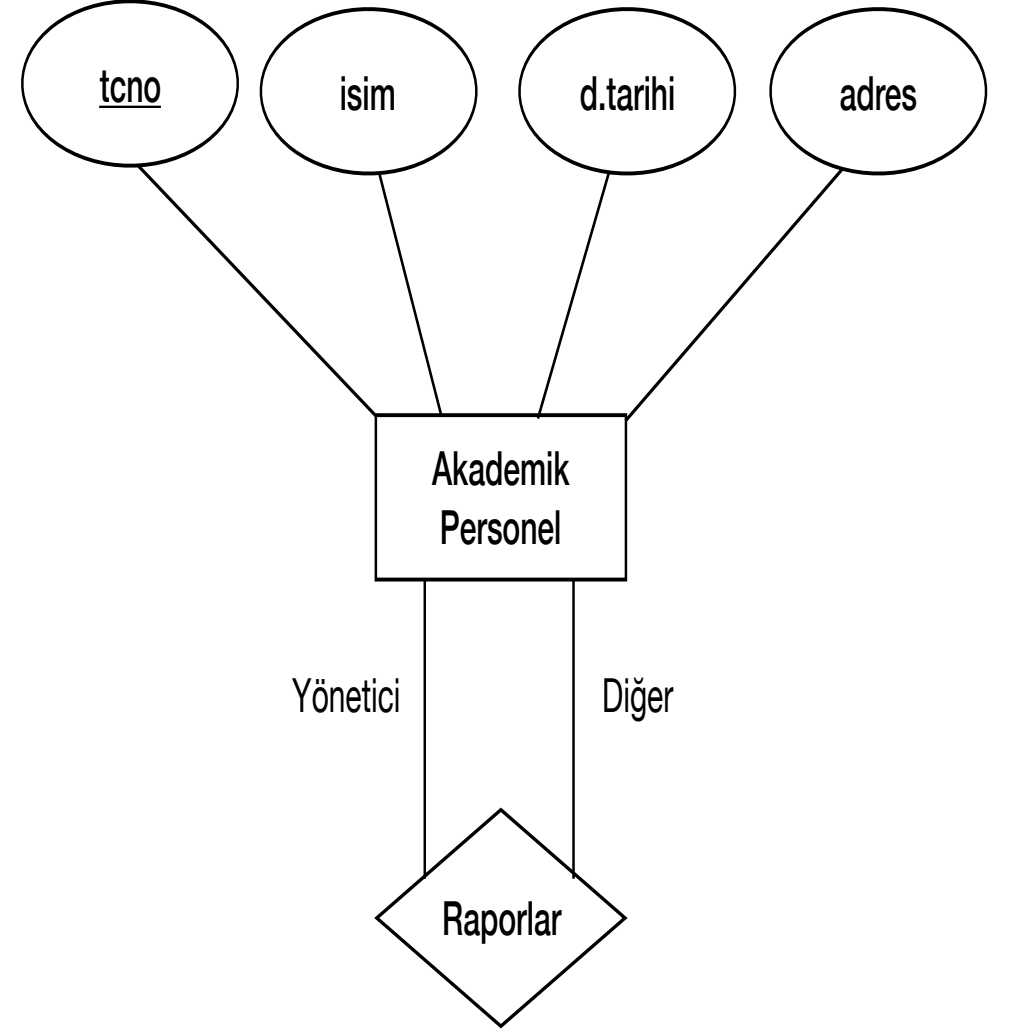 tcno
isim
d.tarihi
adres
Akademik
Personel
Yönetici
Diğer
Raporlar